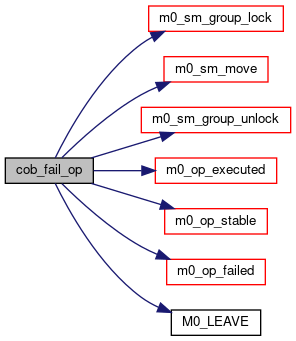 m0_sm_group_lock
m0_sm_move
m0_sm_group_unlock
cob_fail_op
m0_op_executed
m0_op_stable
m0_op_failed
M0_LEAVE